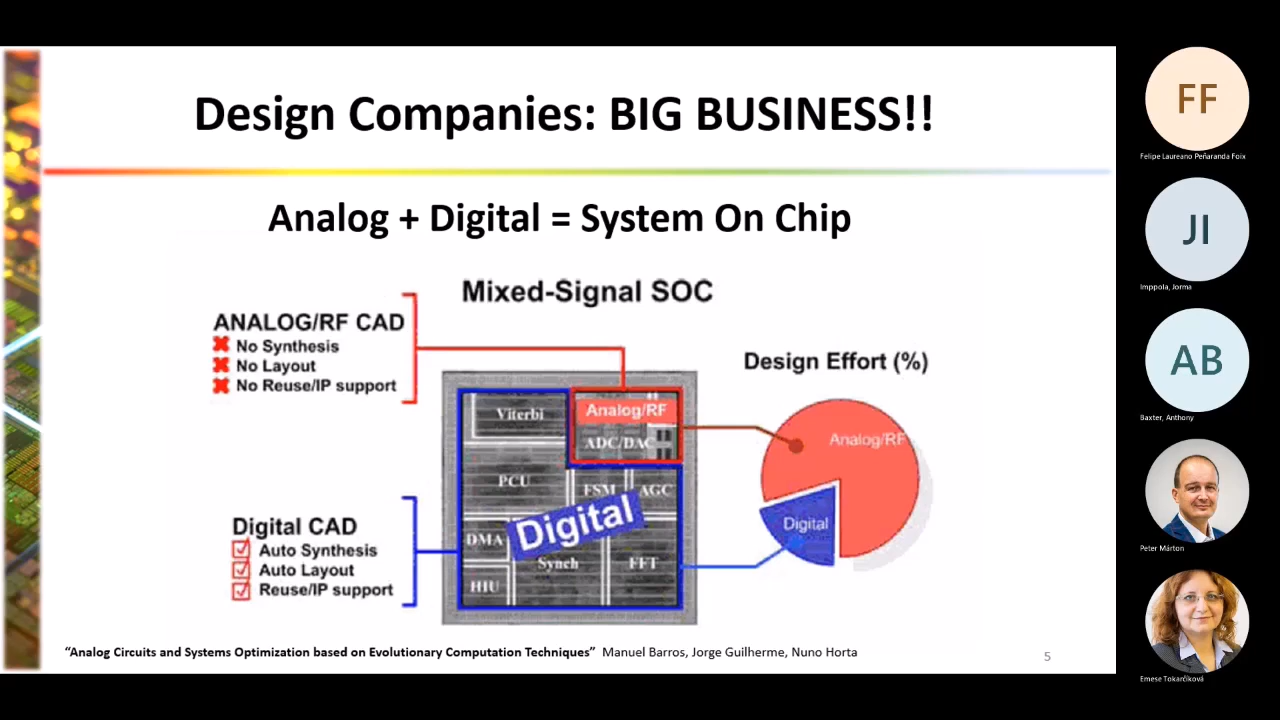 Design Companies: BIG BUSINESS!!
Analog + Digital = System On Chip
Mixed-Signal SOC
ANALOG/RF CAD
No Synthesis
No Layout
No Reuse/IP support
Design Effort (%)
Viterbi
Analog/RF
ADC/DAC
Analog/RF
PCU
FSM
AGC
Digital
Digital
Digital CAD
Auto Synthesis
Auto Layout
Reuse/IP support
DMA
Synch
FFT
HIU
"Analog Circuits and Systems Optimization based on Evolutionary Computation Techniques" Manuel Barros, Jorge Guilherme, Nuno Horta
5
FF
Felipe Laureano Peñaranda Foix
JI
Imppola, Jorma
AB
Baxter, Anthony
Peter Márton
Emese Tokarčíková